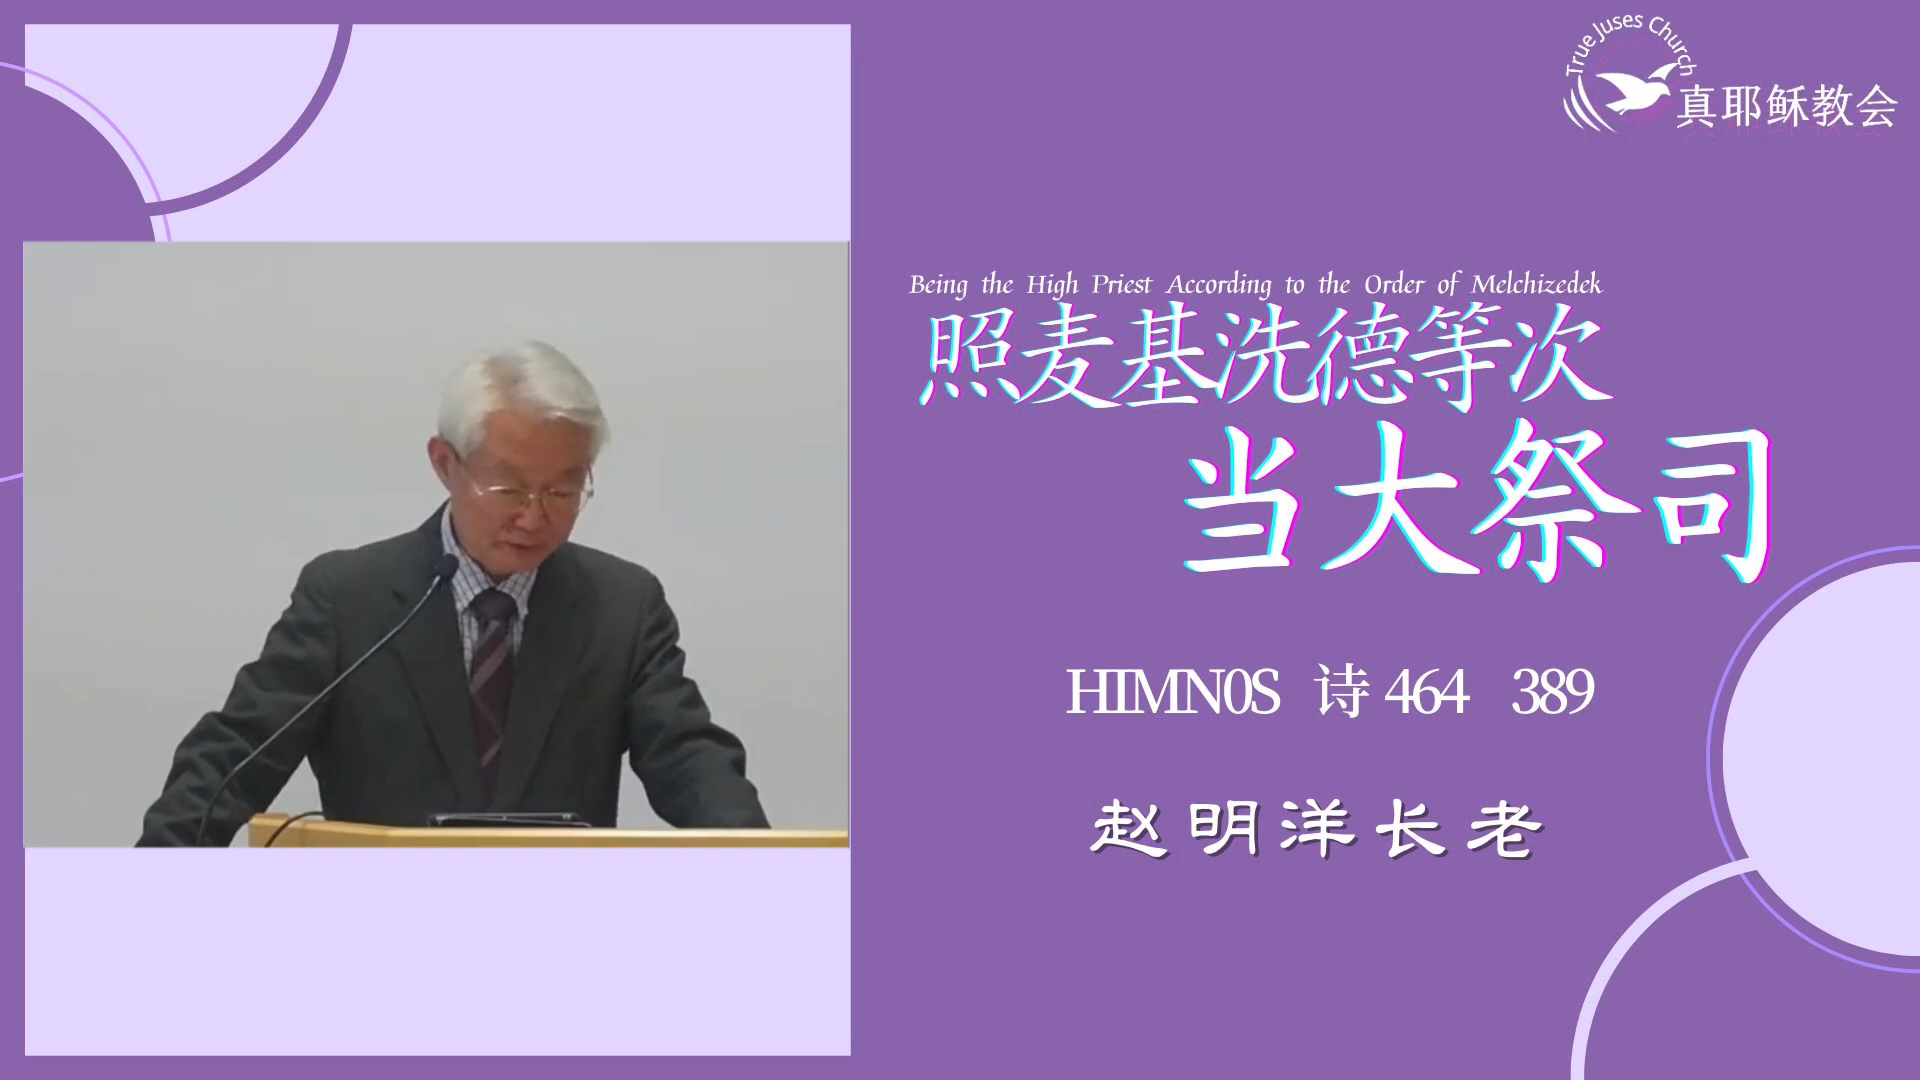 True Juses Church
真耶稣教会
Being the High Priest According to the Order of Melchizedek
照麦基洗德等次
当大祭司
HIMN0S 诗 464 389
赵明洋长老